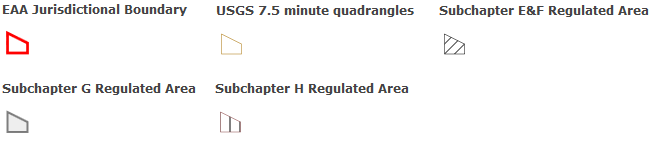 EAA Jurisdictional Boundary
USGS 7.5 minute quadrangles
Subchapter E&F Regulated Area
Subchapter G Regulated Area
Subchapter H Regulated Area